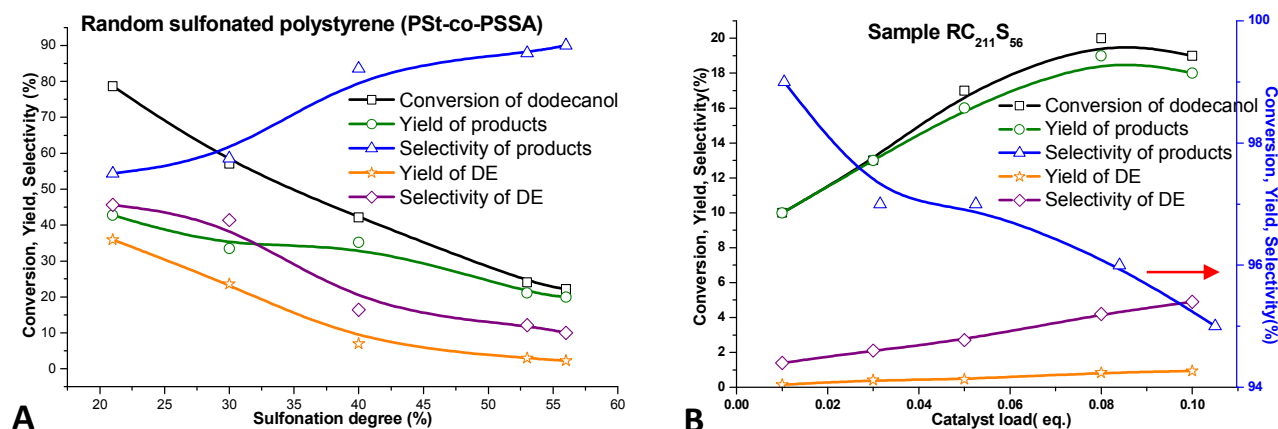 Random sulfonated polystyrene (PSt-co-PSSA)
Conversion, Yield, Selectivity (%)
90
80
70
60
50
40
30
20
10
0
Conversion of dodecanol
Yield of products
Selectivity of products
Yield of DE
Selectivity of DE
20 25 30 35 40 45 50 55 60
Sulfonation degree (%)
A
Sample RC211S56
Conversion, Yield, Selectivity(%)
20
18
16
14
12
10
8
6
4
2
0
Conversion of dodecanol
Yield of products
Selectivity of products
Yield of DE
Selectivity of DE
100
98
96
94
Conversion, Yield, Selectivity(%)
0.00 0.02 0.04 0.06 0.08 0.10
Catalyst load( eq.)
B